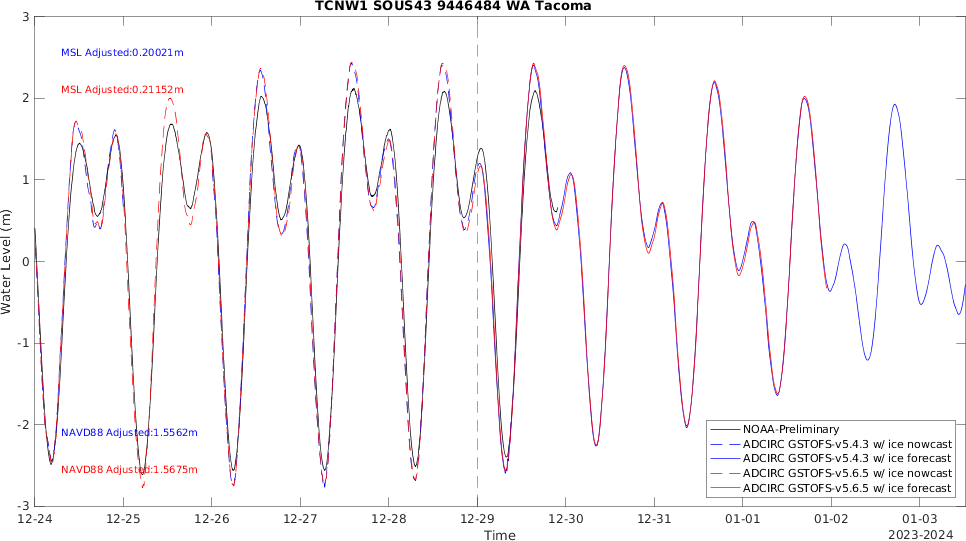 TCNW1 SOUS43 9446484 WA Tacoma
3
2
1
0
-1
-2
-3
Water Level (m)
MSL Adjusted:0.20021m
MSL Adjusted:0.21152m
NAVD88 Adjusted:1.5562m
NAVD88 Adjusted:1.5675m
NOAA-Preliminary
ADCIRC GSTOFS-v5.4.3 w/ ice nowcast
ADCIRC GSTOFS-v5.4.3 w/ ice forecast
ADCIRC GSTOFS-v5.6.5 w/ ice nowcast
ADCIRC GSTOFS-v5.6.5 w/ ice forecast
12-24 12-25 12-26 12-27 12-28 12-29 12-30 12-31 01-01 01-02 01-03
Time
2023-2024